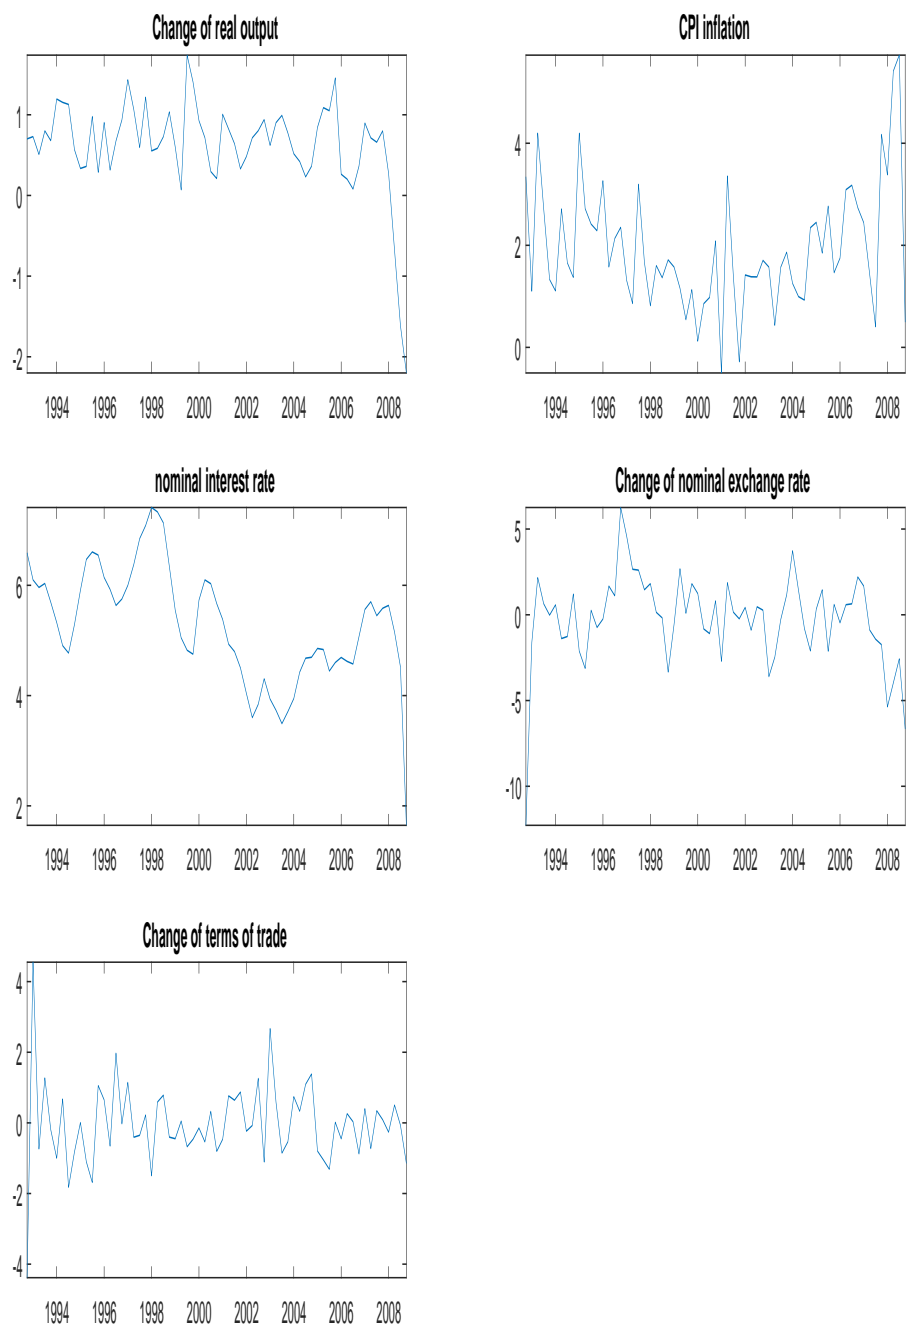 Change of real output
1
0
-1
-2
1994 1996 1998 2000 2002 2004 2006 2008
CPI inflation
4
2
0
1994 1996 1998 2000 2002 2004 2006 2008
nominal interest rate
6
4
2
1994 1996 1998 2000 2002 2004 2006 2008
Change of nominal exchange rate
5
0
-5
-10
1994 1996 1998 2000 2002 2004 2006 2008
Change of terms of trade
4
2
0
-2
-4
1994 1996 1998 2000 2002 2004 2006 2008